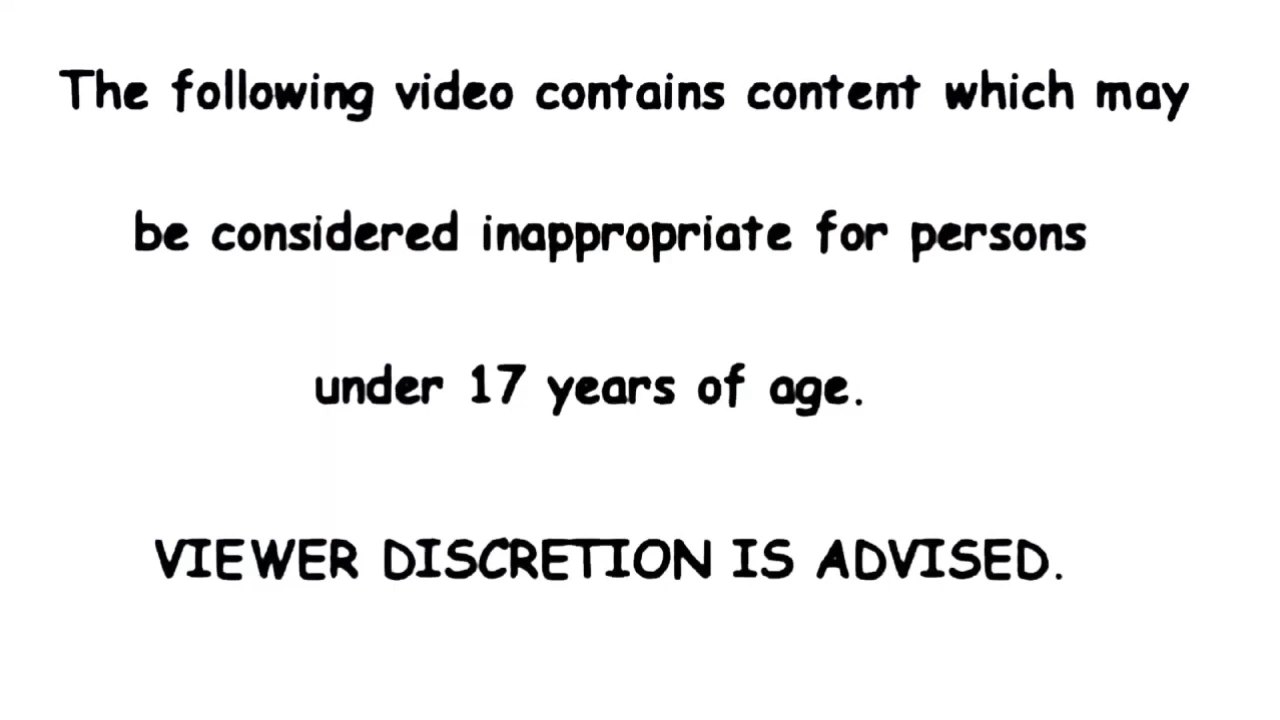 The following video contains content which may
be considered inappropriate for persons
under 17 years of age.
VIEWER DISCRETION IS ADVISED.